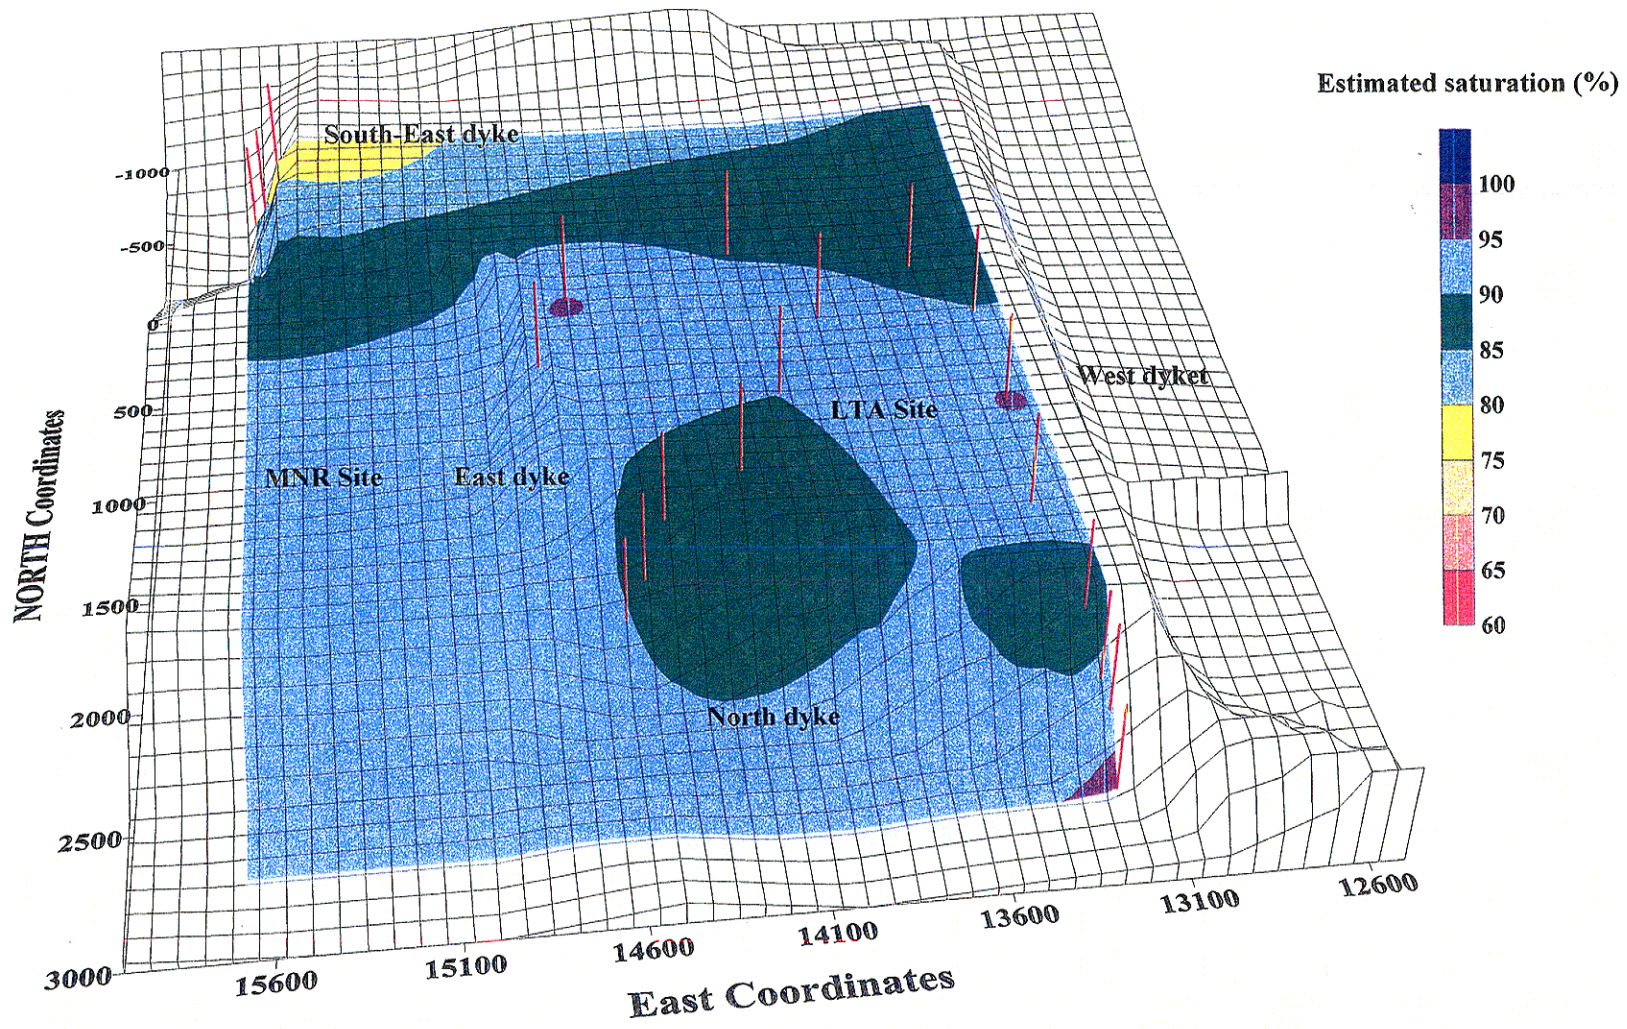 Estimated saturation (%)
South-East dyke
100
95
90
85
80
75
70
65
60
West dyket
LTA Site
MNR Site
East dyke
North dyke
NORTH Coordinates
-1000
-500
0
500
1000
1500
2000
2500
3000
15600
15100
14600
14100
13600
13100
12600
East Coordinates